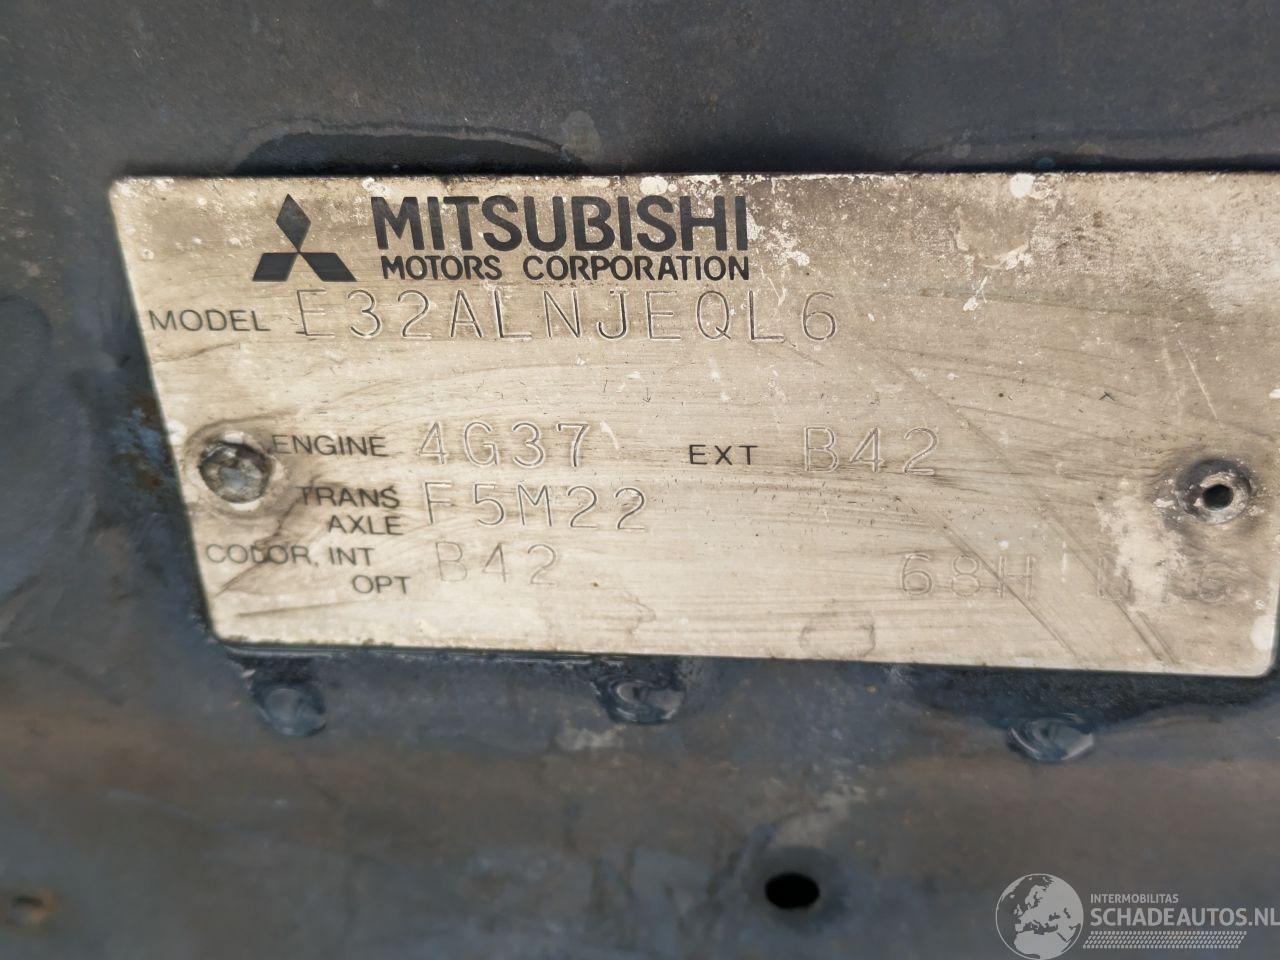 MITSUBISHI
MOTORS CORPORATION
MODEL E32ALNJEQL6
ENGINE 4G37 EXT B42
TRANS AXLE F5M22
COLOR, INT OPT B42 68H
INTERMOBILITAS
SCHADEAUTOS.NL